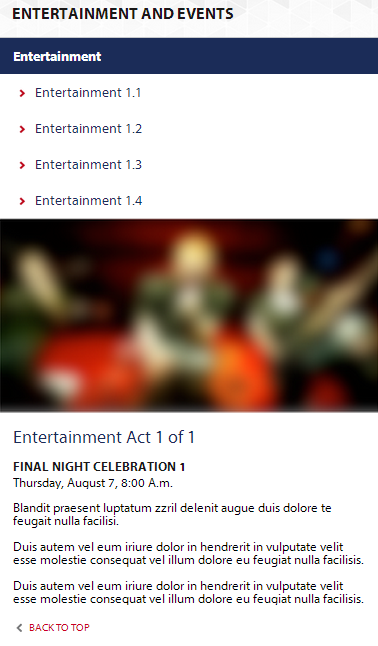 ENTERTAINMENT AND EVENTS
Entertainment
Entertainment 1.1
Entertainment 1.2
Entertainment 1.3
Entertainment 1.4
Entertainment Act 1 of 1
FINAL NIGHT CELEBRATION 1
Thursday, August 7, 8:00 A.m.
Blandit praesent luptatum zzril delenit augue duis dolore te
feugait nulla facilisi.
Duis autem vel eum iriure dolor in hendrerit in vulputate velit
esse molestie consequat vel illum dolore eu feugiat nulla facilisis.
Duis autem vel eum iriure dolor in hendrerit in vulputate velit
esse molestie consequat vel illum dolore eu feugiat nulla facilisis.
BACK TO TOP